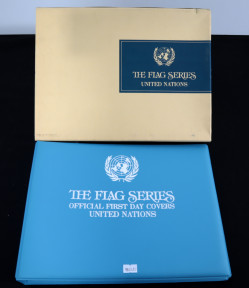 THE FLAG SERIES
UNITED NATIONS
THE FLAG SERIES
OFFICIAL FIRST DAY COVERS
UNITED NATIONS